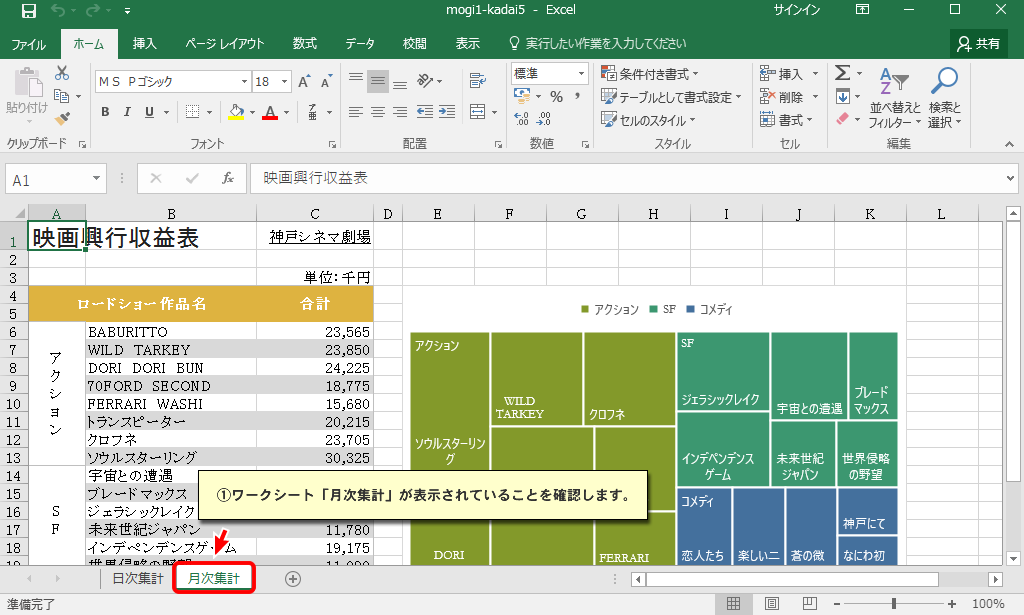 mogi1-kadai5 - Excel
サインイン
ファイル ホーム 挿入 ページ レイアウト 数式 データ 校閲 表示 実行したい作業を入力してください 共有
貼り付け
クリップボード
ＭＳ Ｐゴシック 18
B I U
フォント
配置
標準
% ,
数値
条件付き書式
テーブルとして書式設定
セルのスタイル
スタイル
挿入
削除
書式
セル
並べ替えと
フィルター
検索と
選択
編集
A1 fx 映画興行収益表
A B C D E F G H I J K L
1 映画興行収益表 神戸シネマ劇場
2
3 単位：千円
4 ロードショー作品名 合計
5
6 BABURITTO 23,565
7 WILD TARKEY 23,850
8 DORI DORI BUN 24,225
9 70FORD SECOND 18,775
10 FERRARI WASHI 15,680
11 トランスピーター 20,215
12 クロフネ 23,705
13 ソウルスターリング 30,325
アクション
14 宇宙との遭遇
15 ブレードマックス
16 ジェラシックレイク
17 未来世紀ジャパン 11,780
18 インデペンデンスゲーム 19,175
19 世界侵略の野望
SF
アクション SF コメディ
アクション
ソウルスターリン
グ
WILD
TARKEY
クロフネ
DORI
FERRARI
SF
ジェラシックレイク
宇宙との遭遇
ブレード
マックス
インデペンデンス
ゲーム
未来世紀
ジャパン
世界侵略
の野望
コメディ
恋人たち
楽しい二
蒼の微
神戸にて
なにわ初
①ワークシート「月次集計」が表示されていることを確認します。
日次集計 月次集計
準備完了 100%